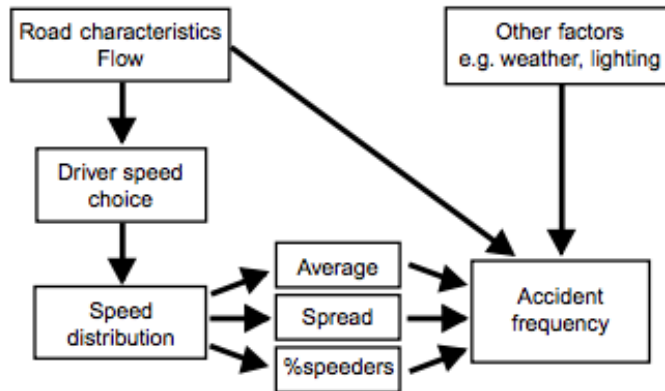 Road characteristics
Flow
Other factors
e.g. weather, lighting
Driver speed
choice
Speed
distribution
Average
Spread
%speeders
Accident
frequency